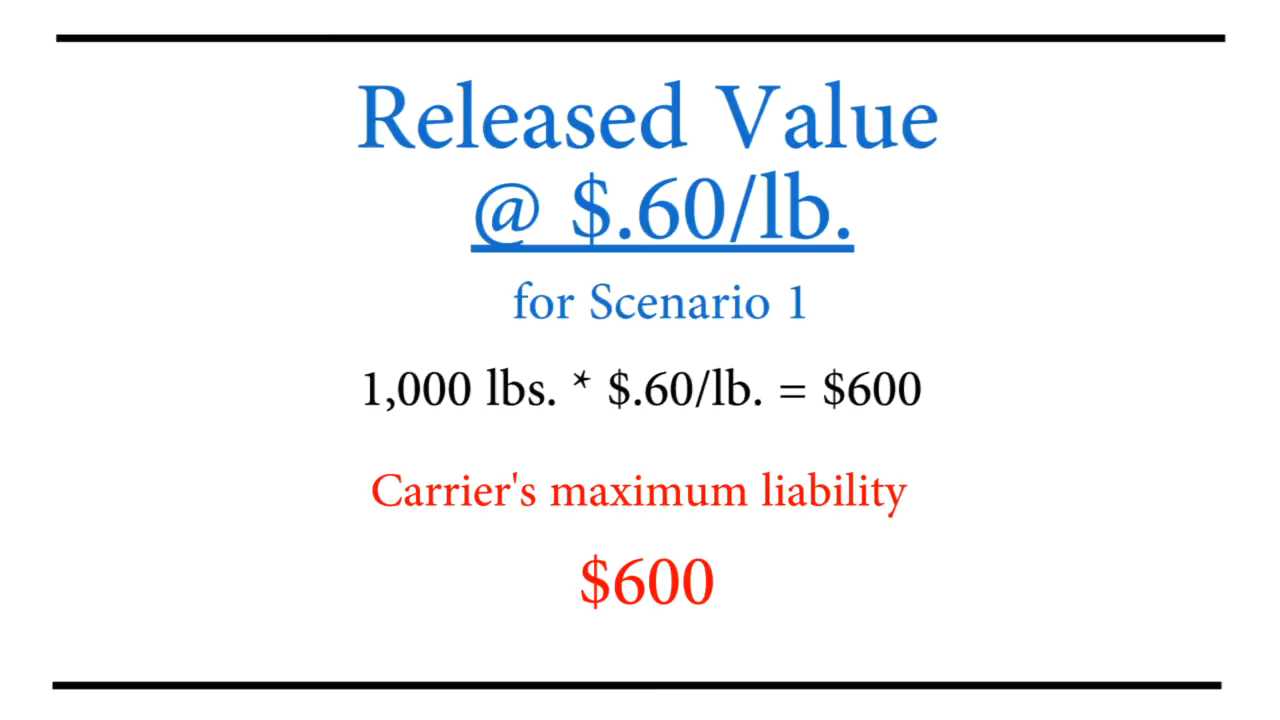 Released Value
@ $.60/lb.
for Scenario 1
1,000 lbs. * $.60/lb. = $600
Carrier's maximum liability
$600